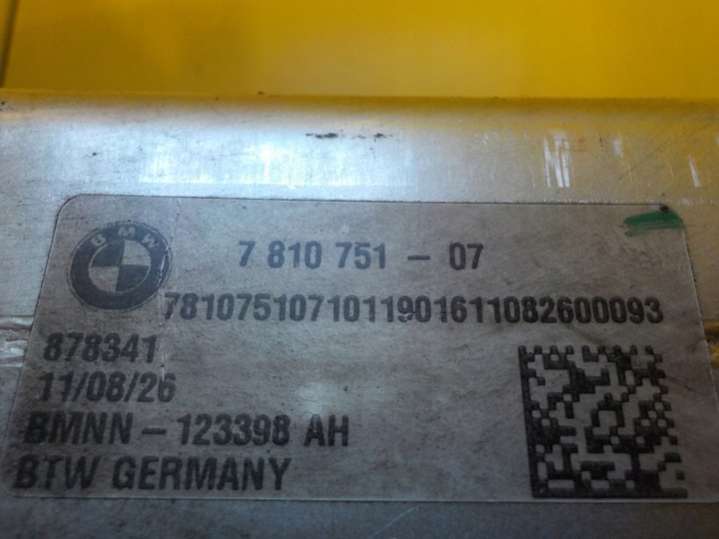 BMW
7 810 751 - 07
7810751071011901611082600093
878341
11/08/26
BMNN - 123398 AH
BTW GERMANY